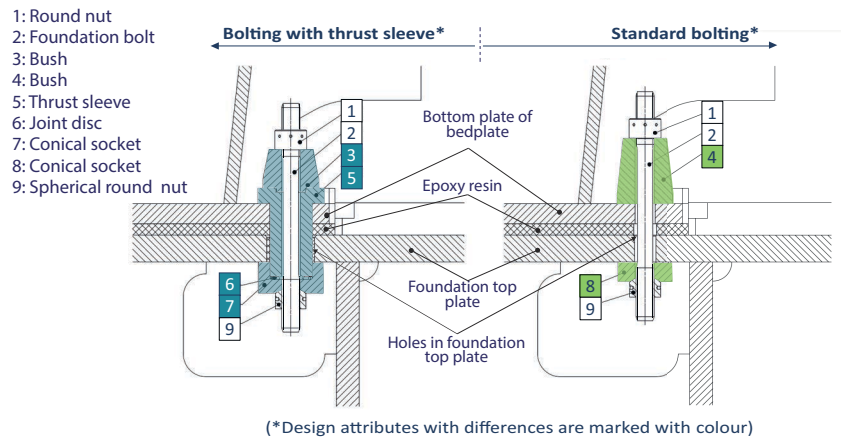 1: Round nut
2: Foundation bolt
3: Bush
4: Bush
5: Thrust sleeve
6: Joint disc
7: Conical socket
8: Conical socket
9: Spherical round nut
Bolting with thrust sleeve*
Standard bolting*
1
2
3
5
6
7
9
Bottom plate of
bedplate
Epoxy resin
Foundation top
plate
Holes in foundation
top plate
1
2
4
8
9
(*Design attributes with differences are marked with colour)